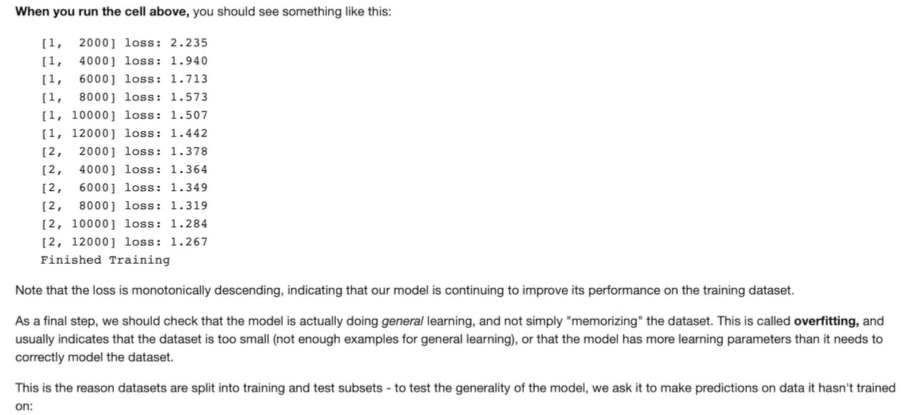 When you run the cell above, you should see something like this:
[1,  2000] loss: 2.235
[1,  4000] loss: 1.940
[1,  6000] loss: 1.713
[1,  8000] loss: 1.573
[1, 10000] loss: 1.507
[1, 12000] loss: 1.442
[2,  2000] loss: 1.378
[2,  4000] loss: 1.364
[2,  6000] loss: 1.349
[2,  8000] loss: 1.319
[2, 10000] loss: 1.284
[2, 12000] loss: 1.267
Finished Training
Note that the loss is monotonically descending, indicating that our model is continuing to improve its performance on the training dataset.
As a final step, we should check that the model is actually doing general learning, and not simply "memorizing" the dataset. This is called overfitting, and
usually indicates that the dataset is too small (not enough examples for general learning), or that the model has more learning parameters than it needs to
correctly model the dataset.
This is the reason datasets are split into training and test subsets - to test the generality of the model, we ask it to make predictions on data it hasn't trained
on: